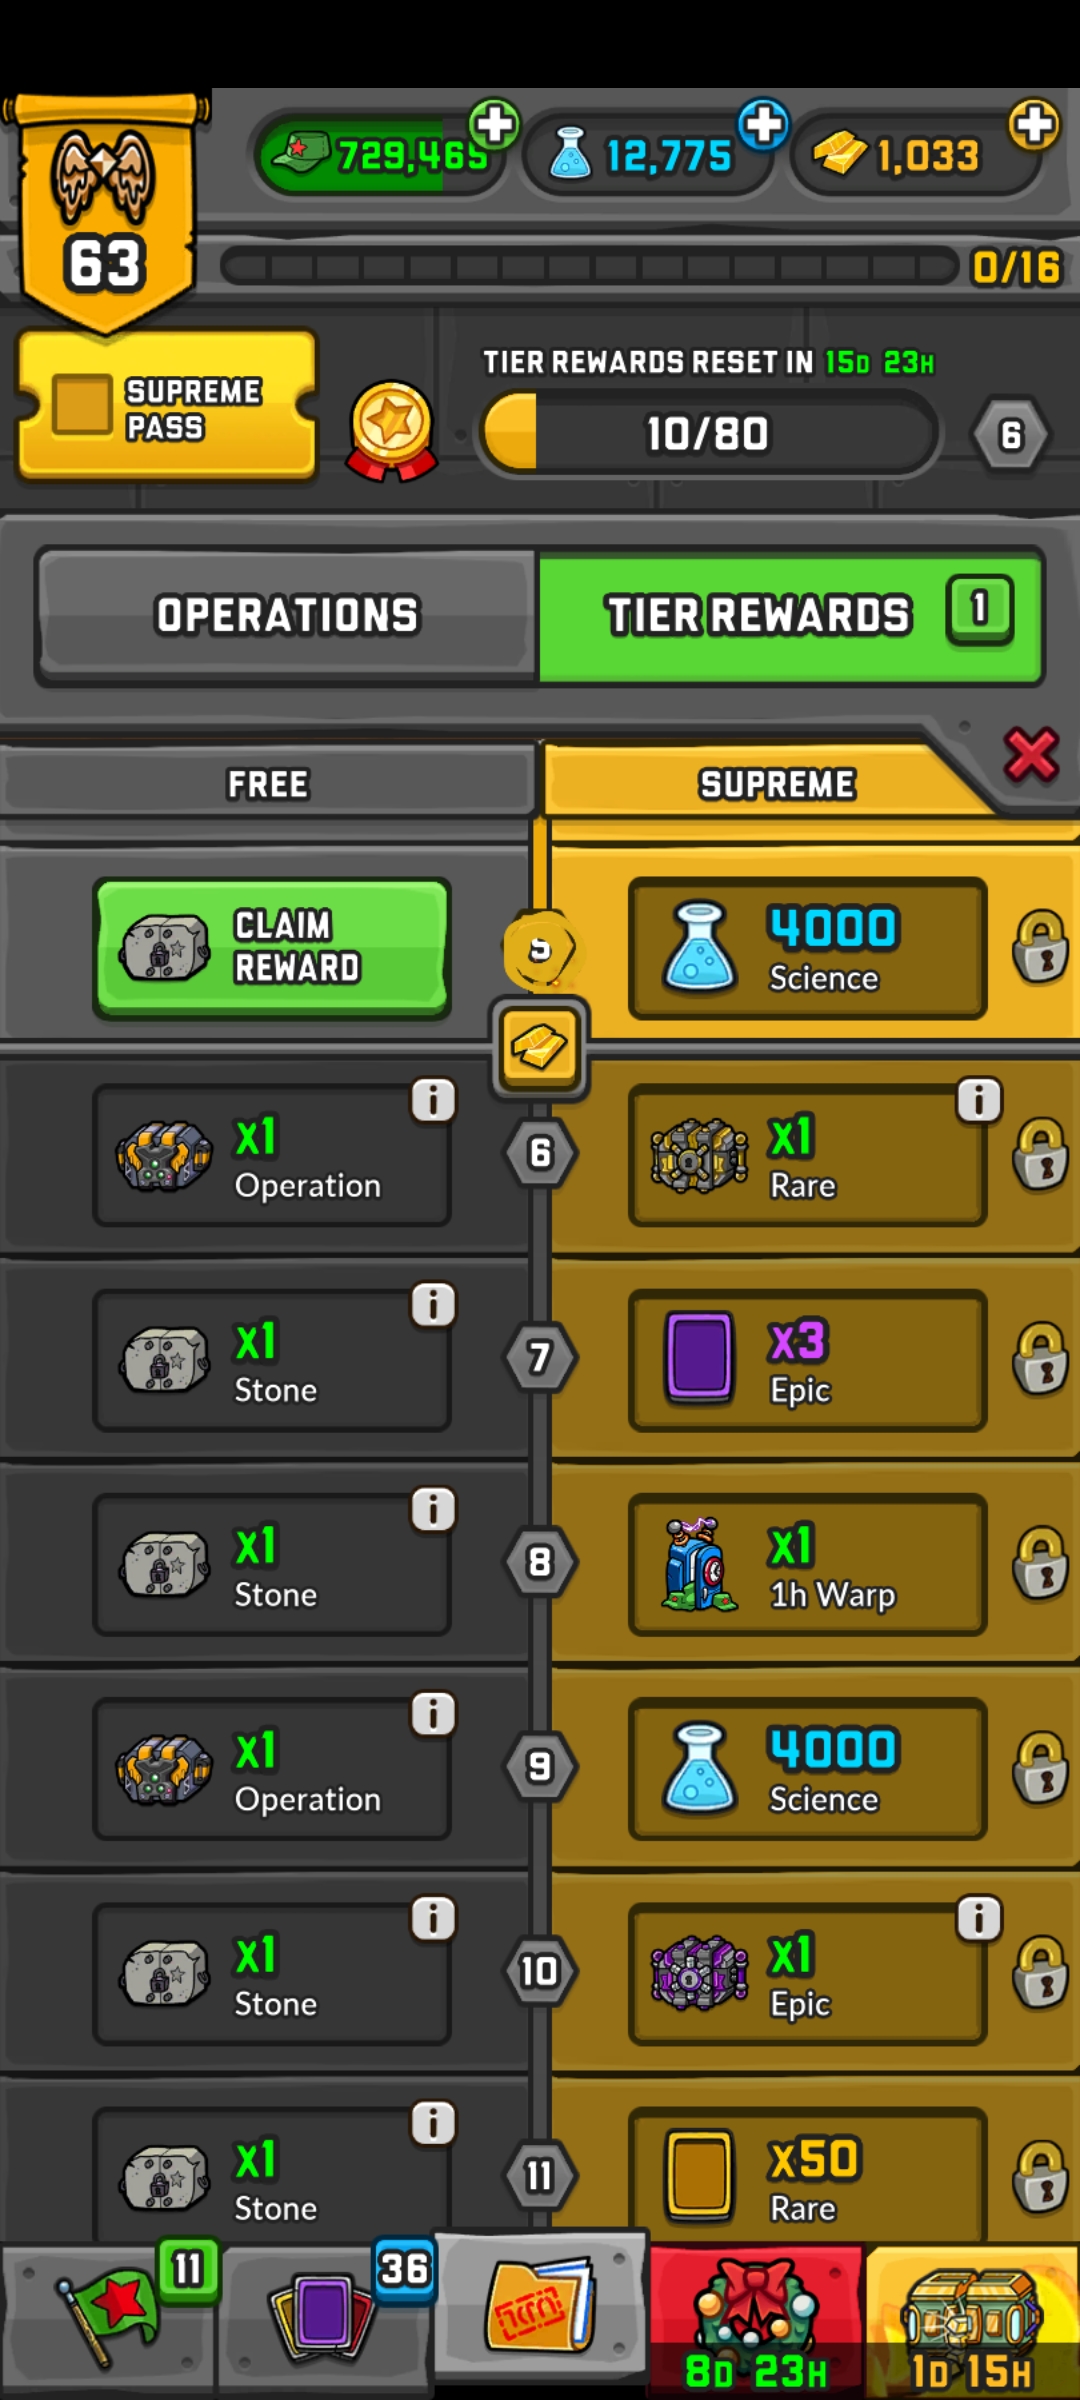 729,465
12,775
1,033
63
0/16
SUPREME
PASS
TIER REWARDS RESET IN 15D 23H
10/80
6
OPERATIONS
TIER REWARDS
1
FREE
SUPREME
CLAIM
REWARD
5
4000
Science
x1
Operation
i
6
x1
Rare
i
x1
Stone
i
7
x3
Epic
x1
Stone
i
8
x1
1h Warp
x1
Operation
i
9
4000
Science
x1
Stone
i
10
x1
Epic
i
x1
Stone
i
11
x50
Rare
11
36
8D 23H
1D 15H